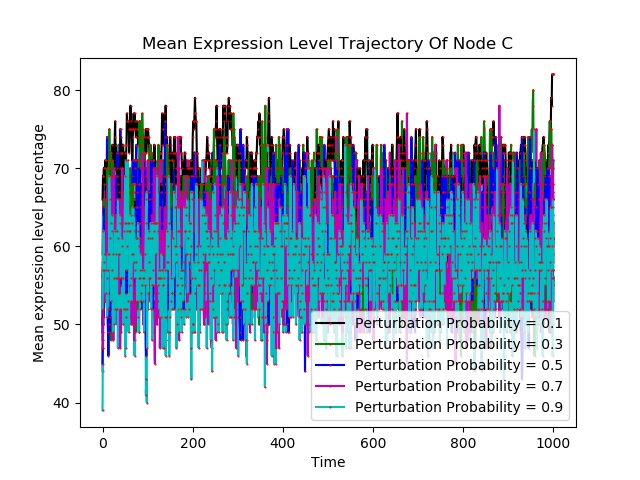 Mean Expression Level Trajectory Of Node C
Mean expression level percentage
80
70
60
50
40
Perturbation Probability = 0.1
Perturbation Probability = 0.3
Perturbation Probability = 0.5
Perturbation Probability = 0.7
Perturbation Probability = 0.9
0 200 400 600 800 1000
Time